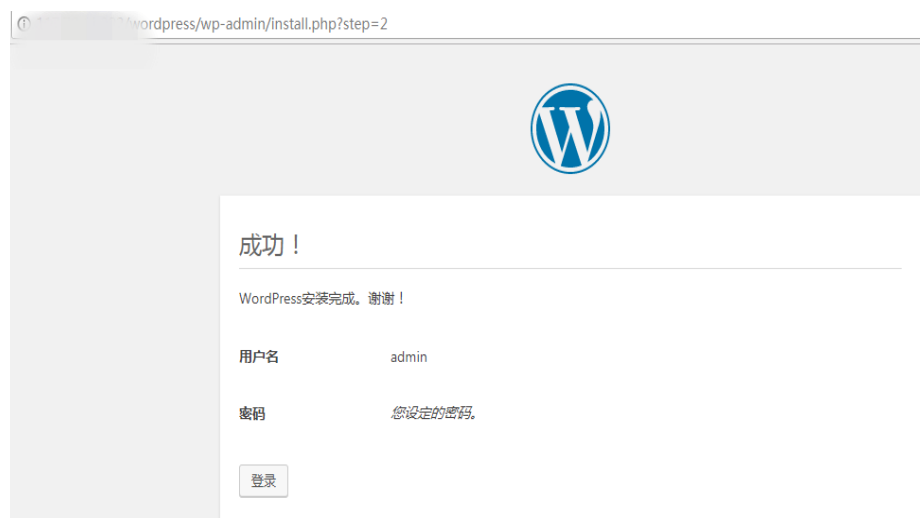 /wordpress/wp-admin/install.php?step=2
成功！
WordPress安装完成。谢谢！
用户名 admin
密码 您设定的密码。
登录